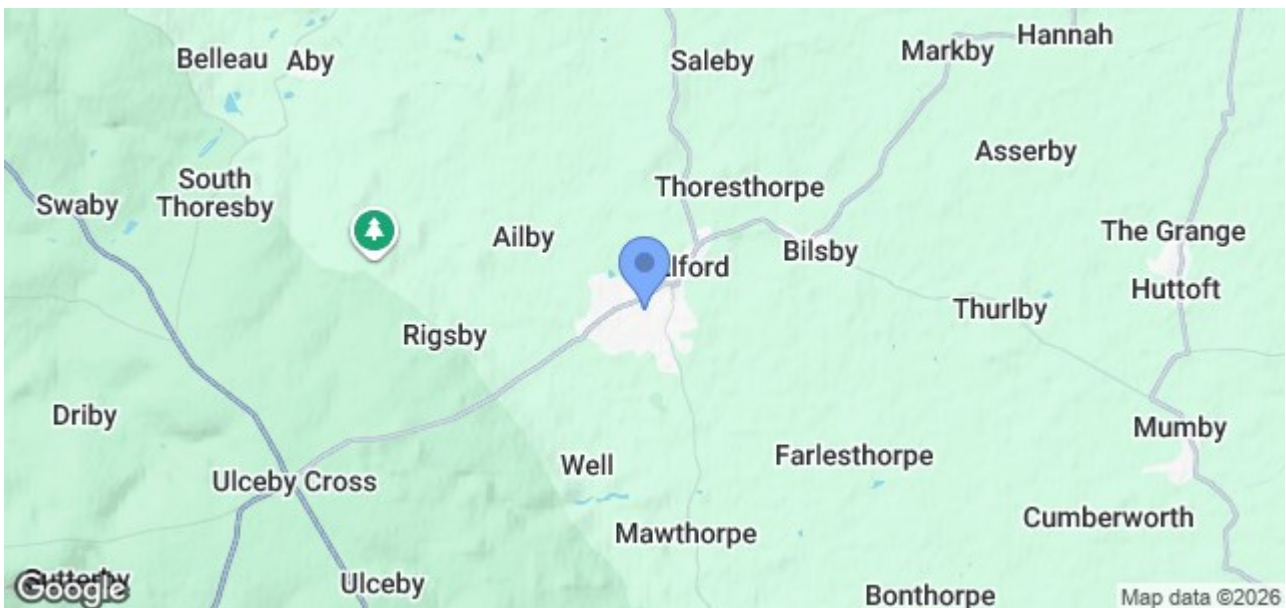 Hannah
Markby
Belleau
Aby
Saleby
Asserby
South
Thoresby
Thoresthorpe
Swaby
The Grange
Ailby
Bilsby
lford
Huttoft
Thurlby
Rigsby
Driby
Mumby
Farlesthorpe
Well
Ulceby Cross
Cumberworth
Mawthorpe
Ulceby
Bonthorpe
Google
Map data ©2026